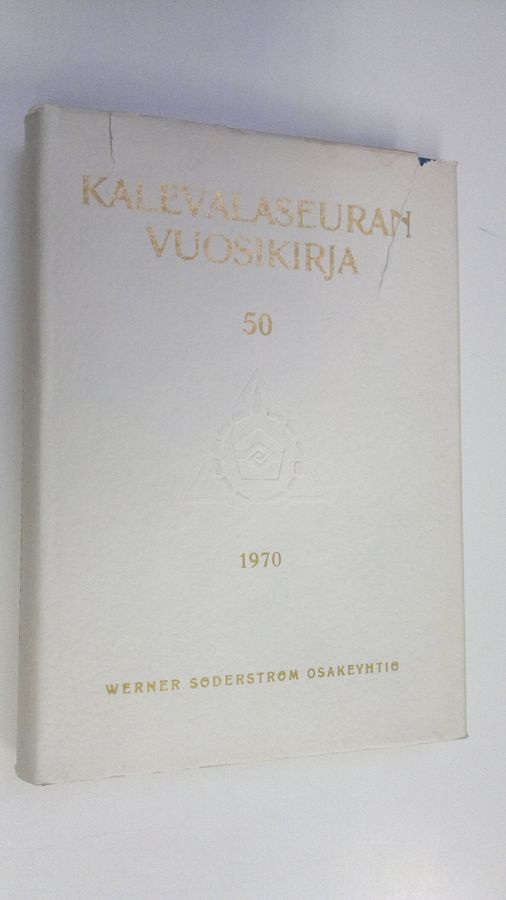 KALEVALASEURAN
VUOSIKIRJA
50
1970
WERNER SÖDERSTRÖM OSAKEYHTIÖ